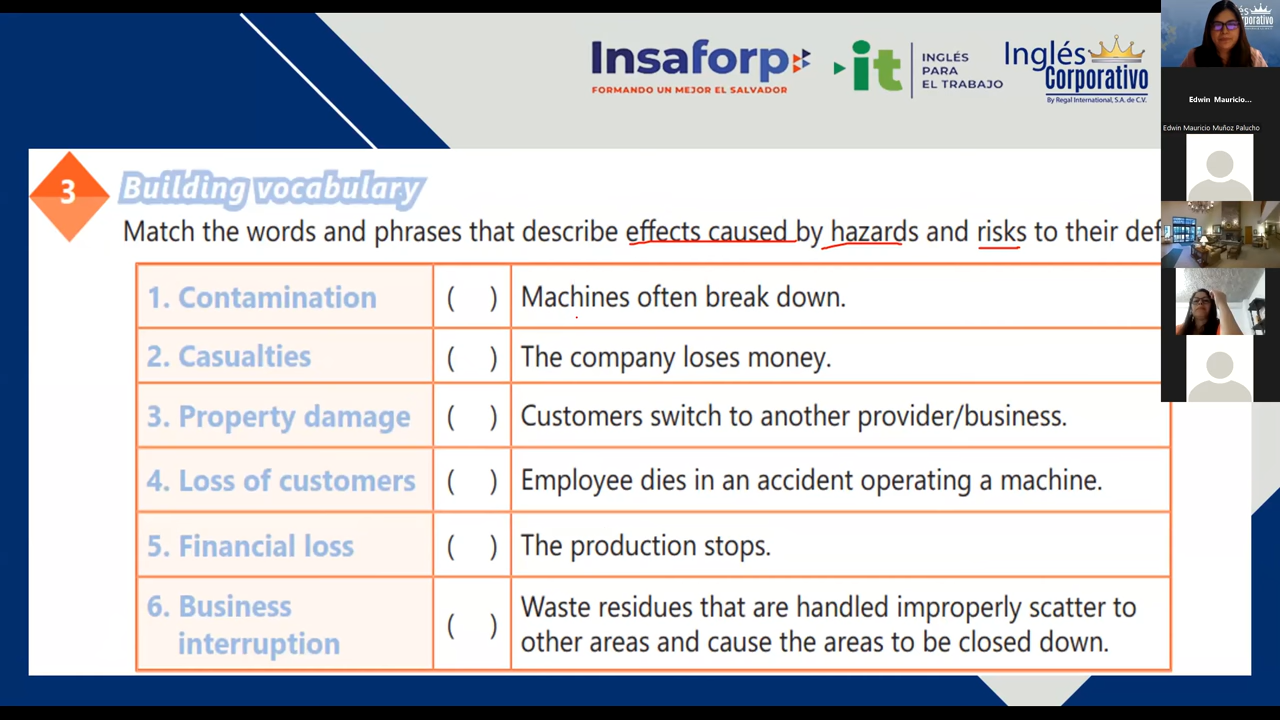 Insaforp
FORMANDO UN MEJOR EL SALVADOR
it
INGLÉS
PARA
EL TRABAJO
Inglés
Corporativo
By Regal International, S.A. de C.V.
Edwin Mauricio...
Edwin Mauricio Muñoz Palucho
3
Building vocabulary
Match the words and phrases that describe effects caused by hazards and risks to their def
1. Contamination ( ) Machines often break down.
2. Casualties ( ) The company loses money.
3. Property damage ( ) Customers switch to another provider/business.
4. Loss of customers ( ) Employee dies in an accident operating a machine.
5. Financial loss ( ) The production stops.
6. Business interruption ( ) Waste residues that are handled improperly scatter to
other areas and cause the areas to be closed down.